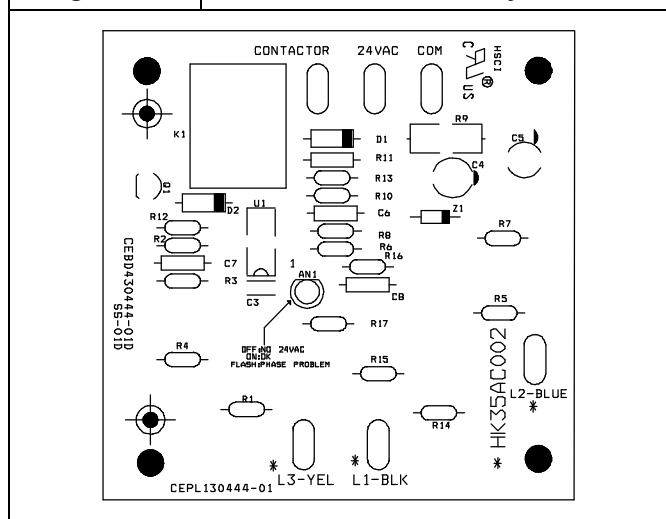 CONTACTOR 24VAC COM
C US ®
HSCI
K1
R9
C5
D1
R11
C4
R13
Q1
R10
D2
U1
C6
Z1
R12
R8
R7
R2
R6
R16
C7
1
AN1
R3
C3
C8
R5
CEBD430444-01D
SS-01D
R17
OFF:NO 24VAC
ON:OK
FLASH:PHASE PROBLEM
R4
R15
HK35AC002
*
L2-BLUE
*
R1
R14
* L3-YEL
* L1-BLK
CEPL130444-01